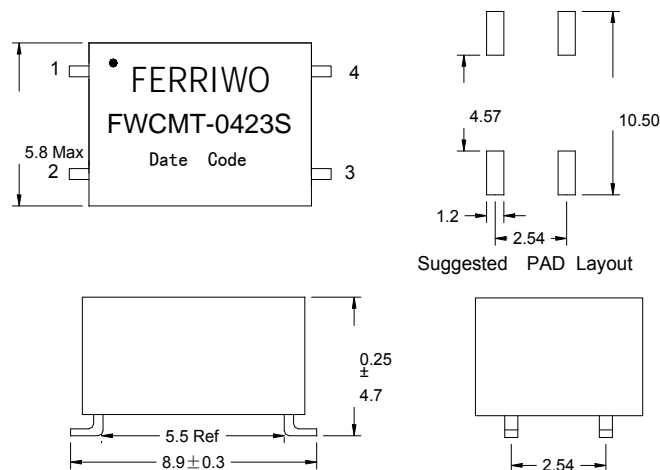 1
FERRIWO
4
FWCMT-0423S
5.8 Max
Date Code
2
3
4.57
10.50
1.2
2.54
Suggested PAD Layout
0.25
±
4.7
5.5 Ref
8.9±0.3
2.54